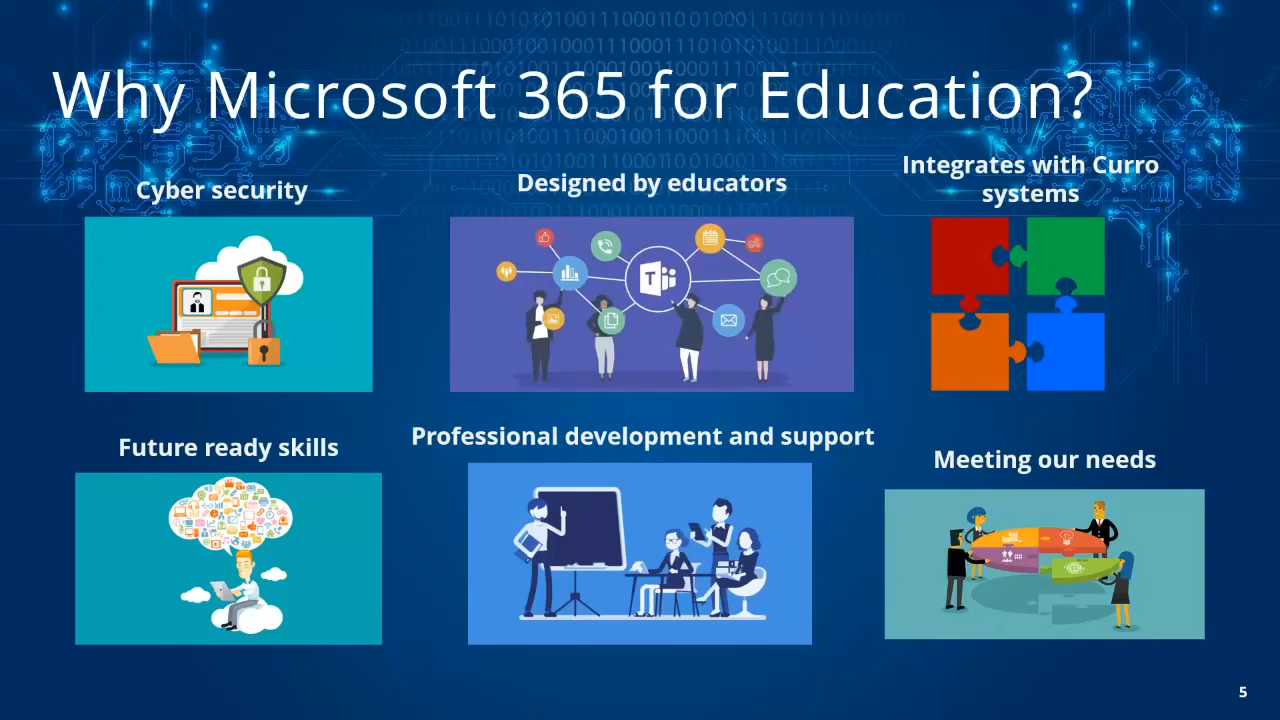 Why Microsoft 365 for Education?
Cyber security
Designed by educators
Integrates with Curro
systems
T
Future ready skills
Professional development and support
Meeting our needs
5